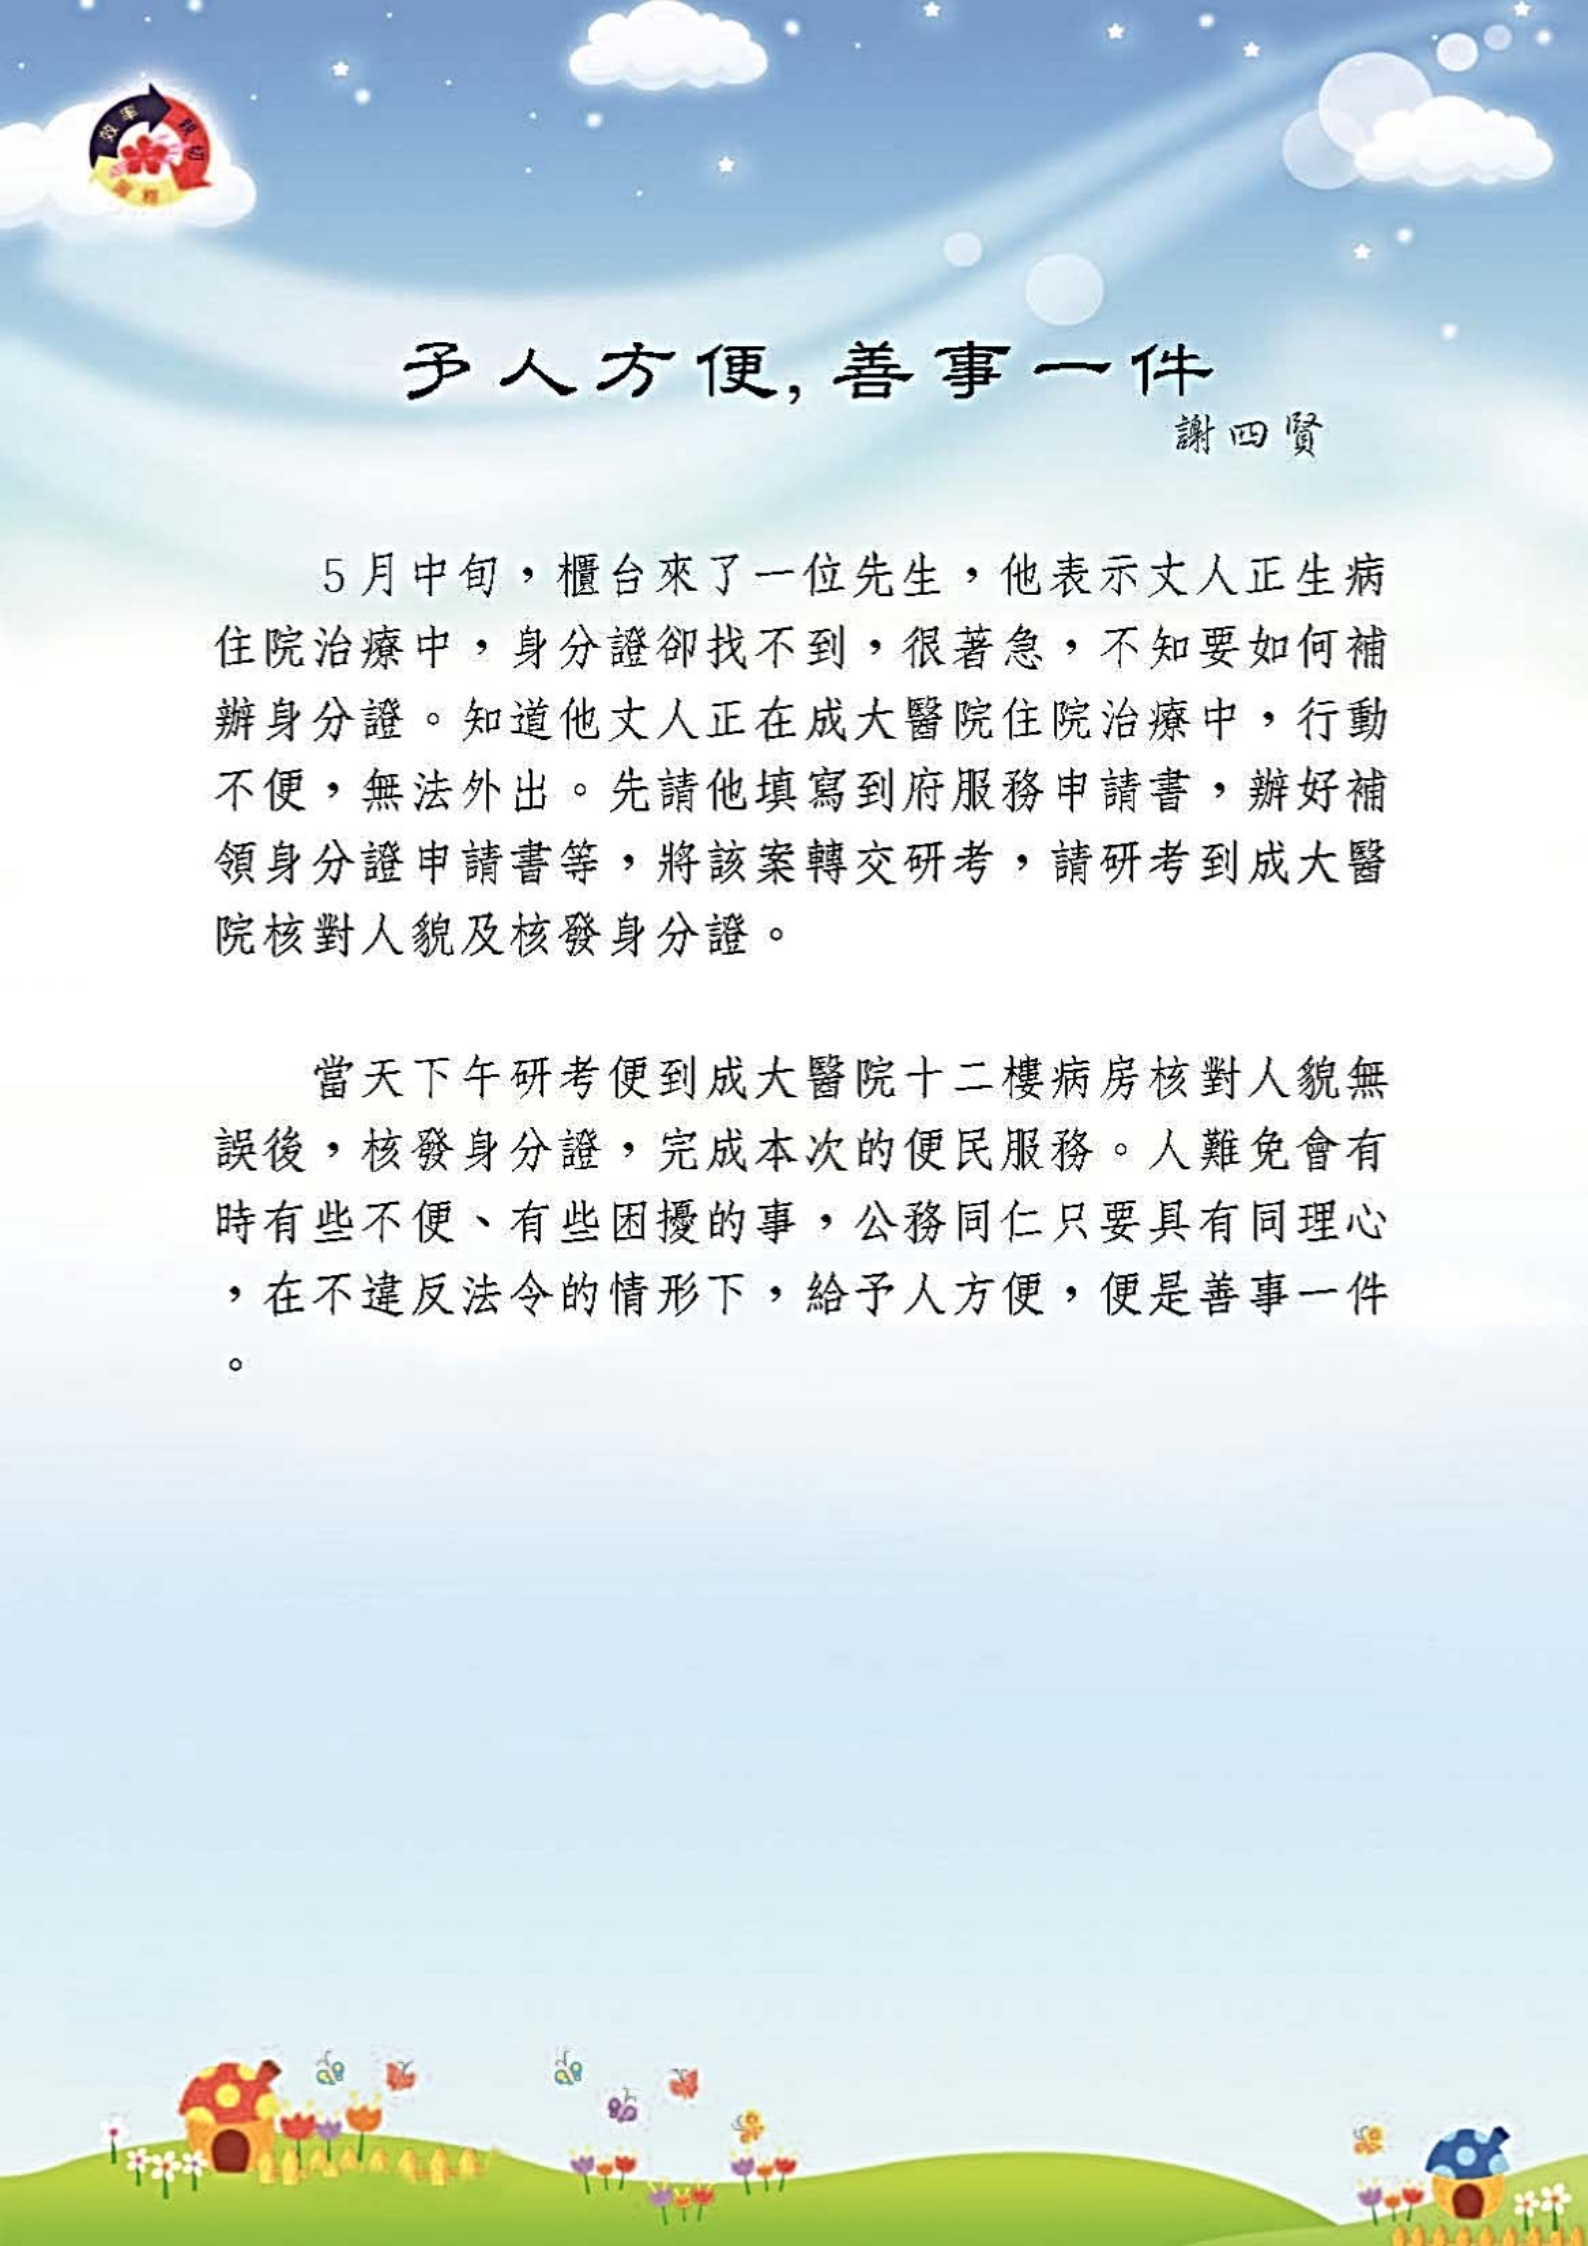 效率
親切
予人方便,善事一件
謝四賢
5月中旬，櫃台來了一位先生，他表示丈人正生病
住院治療中，身分證卻找不到，很著急，不知要如何補
辦身分證。知道他丈人正在成大醫院住院治療中，行動
不便，無法外出。先請他填寫到府服務申請書，辦好補
領身分證申請書等，將該案轉交研考，請研考到成大醫
院核對人貌及核發身分證。
當天下午研考便到成大醫院十二樓病房核對人貌無
誤後，核發身分證，完成本次的便民服務。人難免會有
時有些不便、有些困擾的事，公務同仁只要具有同理心
，在不違反法令的情形下，給予人方便，便是善事一件
。